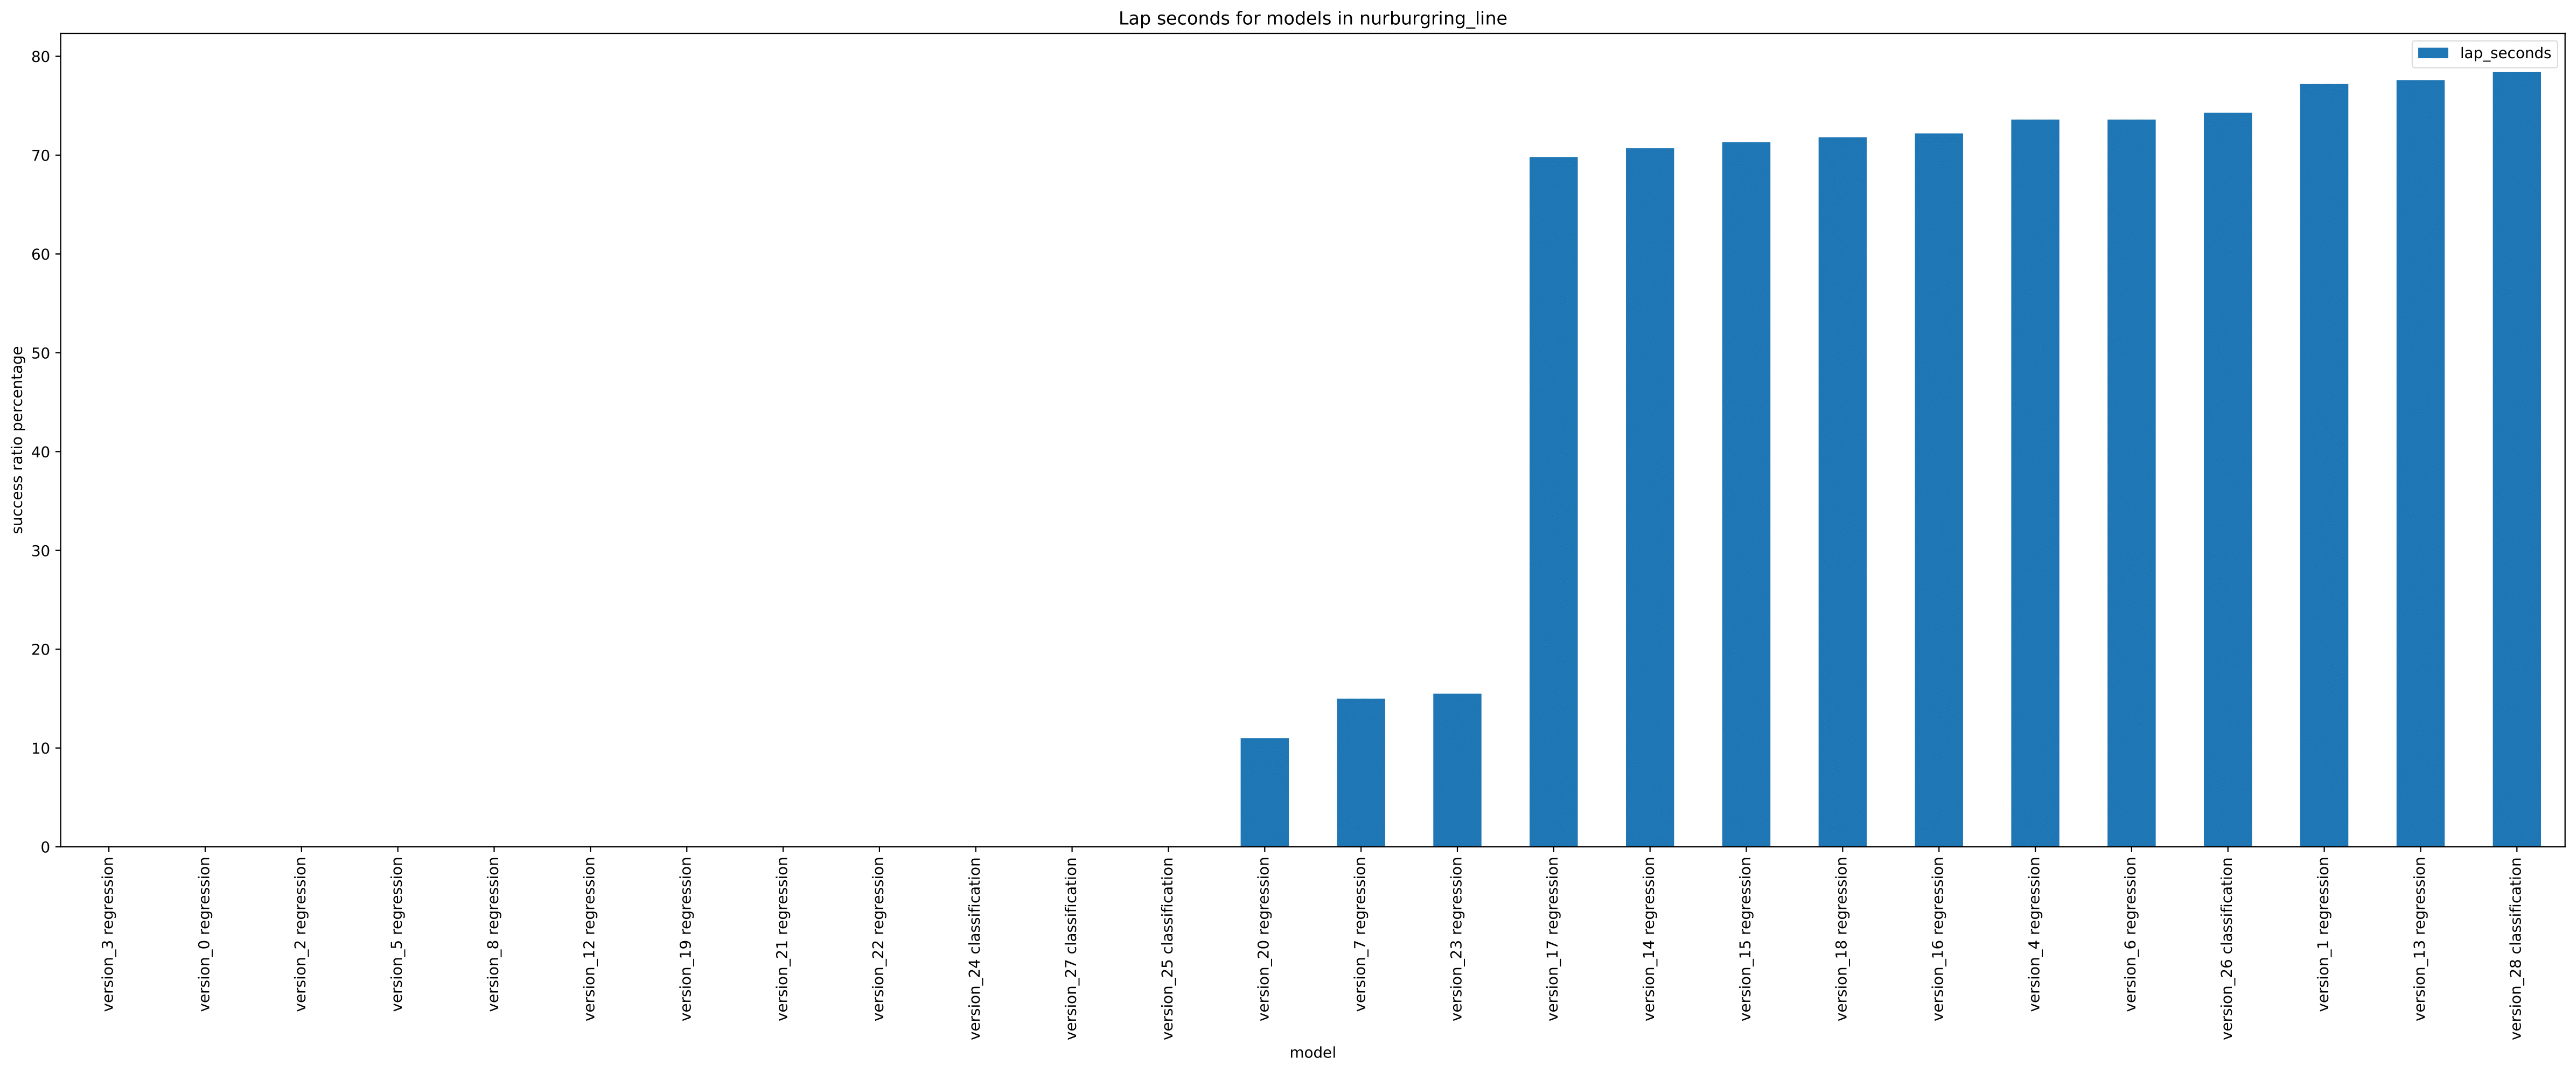 Lap seconds for models in nurburgring_line
lap_seconds
success ratio percentage
80
70
60
50
40
30
20
10
0
version_3 regression
version_0 regression
version_2 regression
version_5 regression
version_8 regression
version_12 regression
version_19 regression
version_21 regression
version_22 regression
version_24 classification
version_27 classification
version_25 classification
version_20 regression
version_7 regression
version_23 regression
version_17 regression
version_14 regression
version_15 regression
version_18 regression
version_16 regression
version_4 regression
version_6 regression
version_26 classification
version_1 regression
version_13 regression
version_28 classification
model